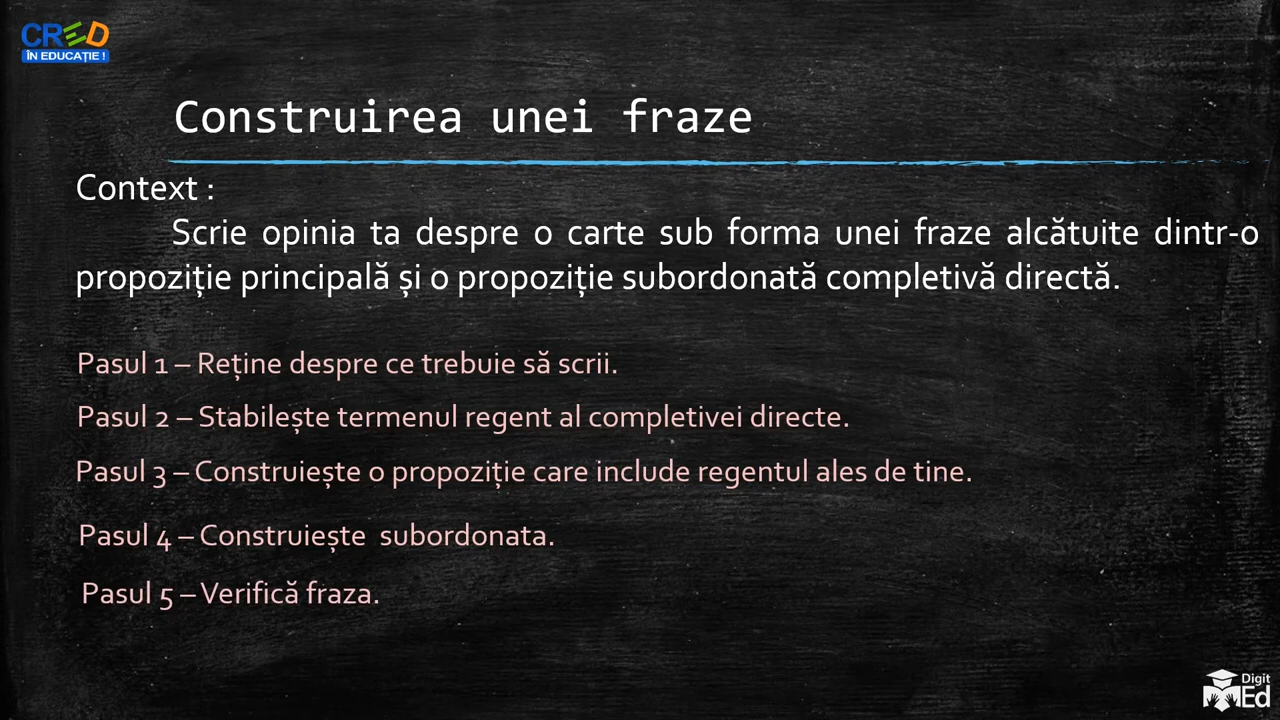 CRED
ÎN EDUCAȚIE !
Construirea unei fraze
Context :
Scrie opinia ta despre o carte sub forma unei fraze alcătuite dintr-o
propoziție principală și o propoziție subordonată completivă directă.
Pasul 1 – Reține despre ce trebuie să scrii.
Pasul 2 – Stabilește termenul regent al completivei directe.
Pasul 3 – Construiește o propoziție care include regentul ales de tine.
Pasul 4 – Construiește  subordonata.
Pasul 5 – Verifică fraza.
Digit
Ed